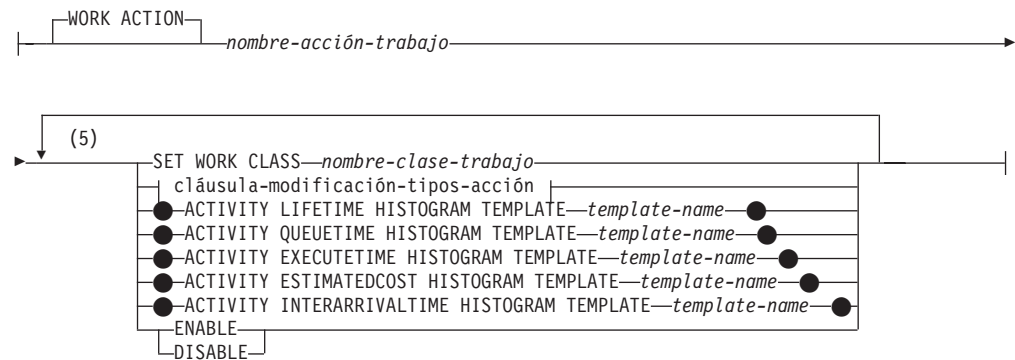 WORK ACTION
nombre-acción-trabajo
(5)
SET WORK CLASS nombre-clase-trabajo
cláusula-modificación-tipos-acción
ACTIVITY LIFETIME HISTOGRAM TEMPLATE template-name
ACTIVITY QUEUETIME HISTOGRAM TEMPLATE template-name
ACTIVITY EXECUTETIME HISTOGRAM TEMPLATE template-name
ACTIVITY ESTIMATEDCOST HISTOGRAM TEMPLATE template-name
ACTIVITY INTERARRIVALTIME HISTOGRAM TEMPLATE template-name
ENABLE
DISABLE